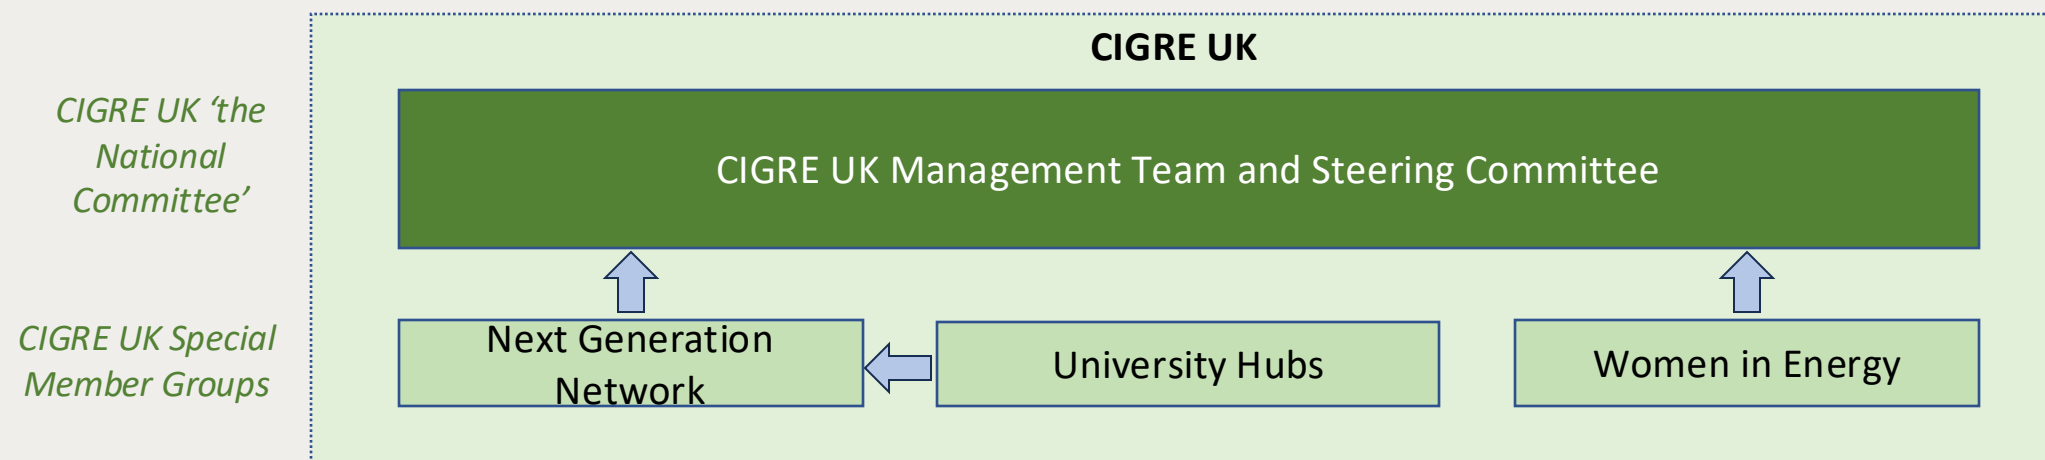 CIGRE UK
CIGRE UK ‘the
National
Committee’
CIGRE UK Management Team and Steering Committee
CIGRE UK Special
Member Groups
Next Generation
Network
University Hubs
Women in Energy